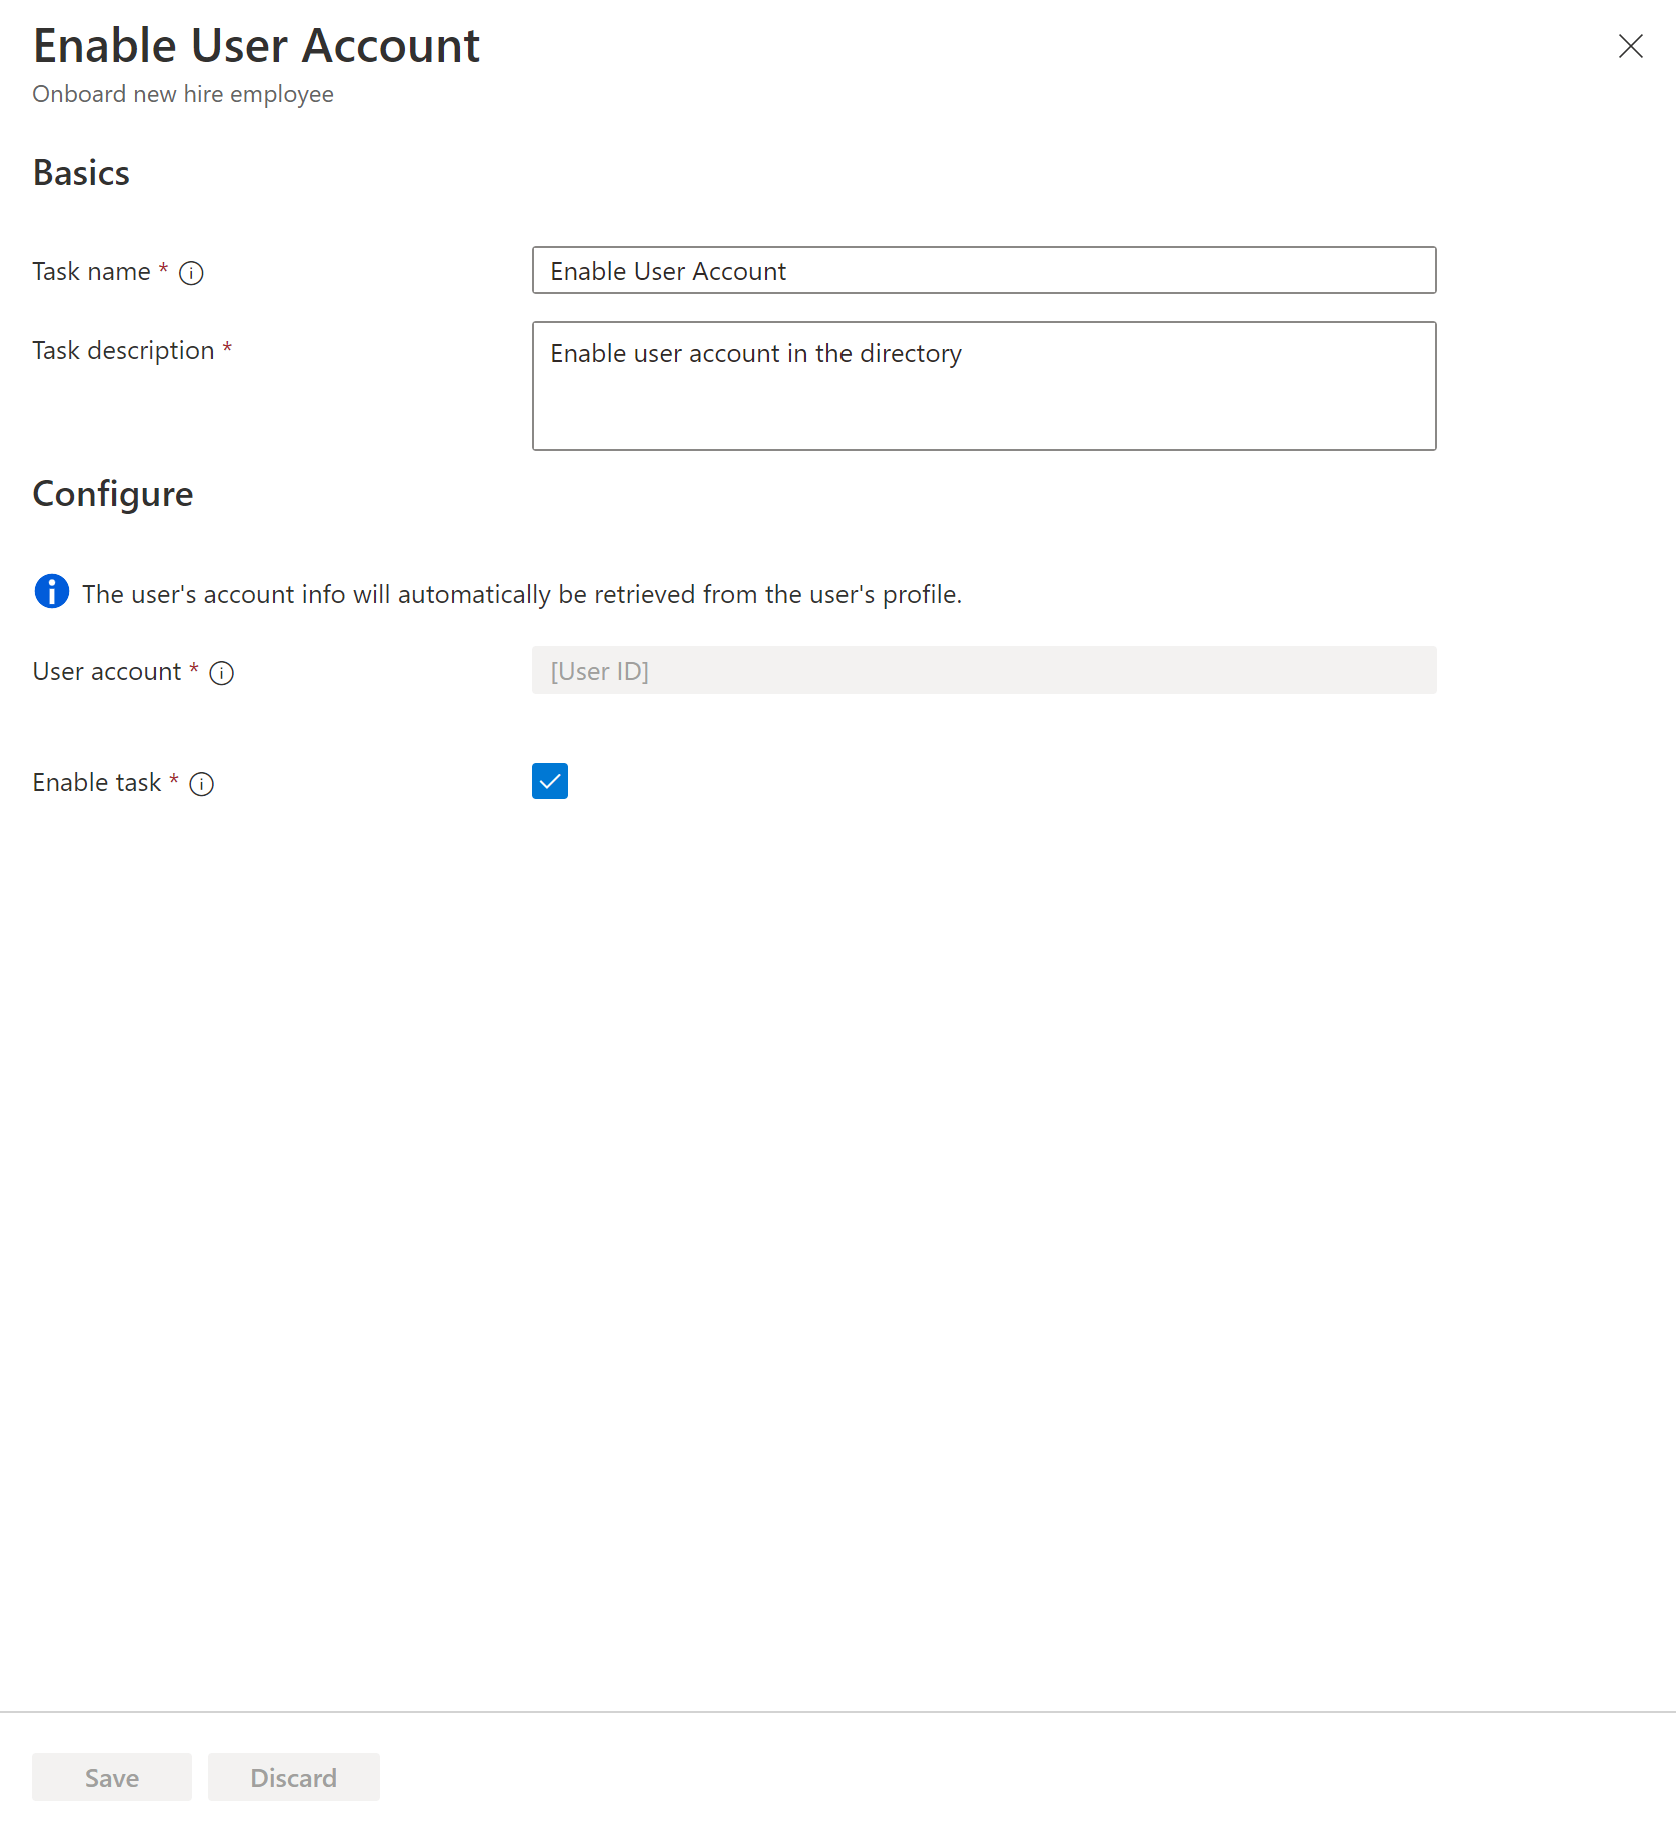 Enable User Account
Onboard new hire employee
Basics
Task name *
Enable User Account
Task description *
Enable user account in the directory
Configure
The user's account info will automatically be retrieved from the user's profile.
User account *
[User ID]
Enable task *
Save
Discard